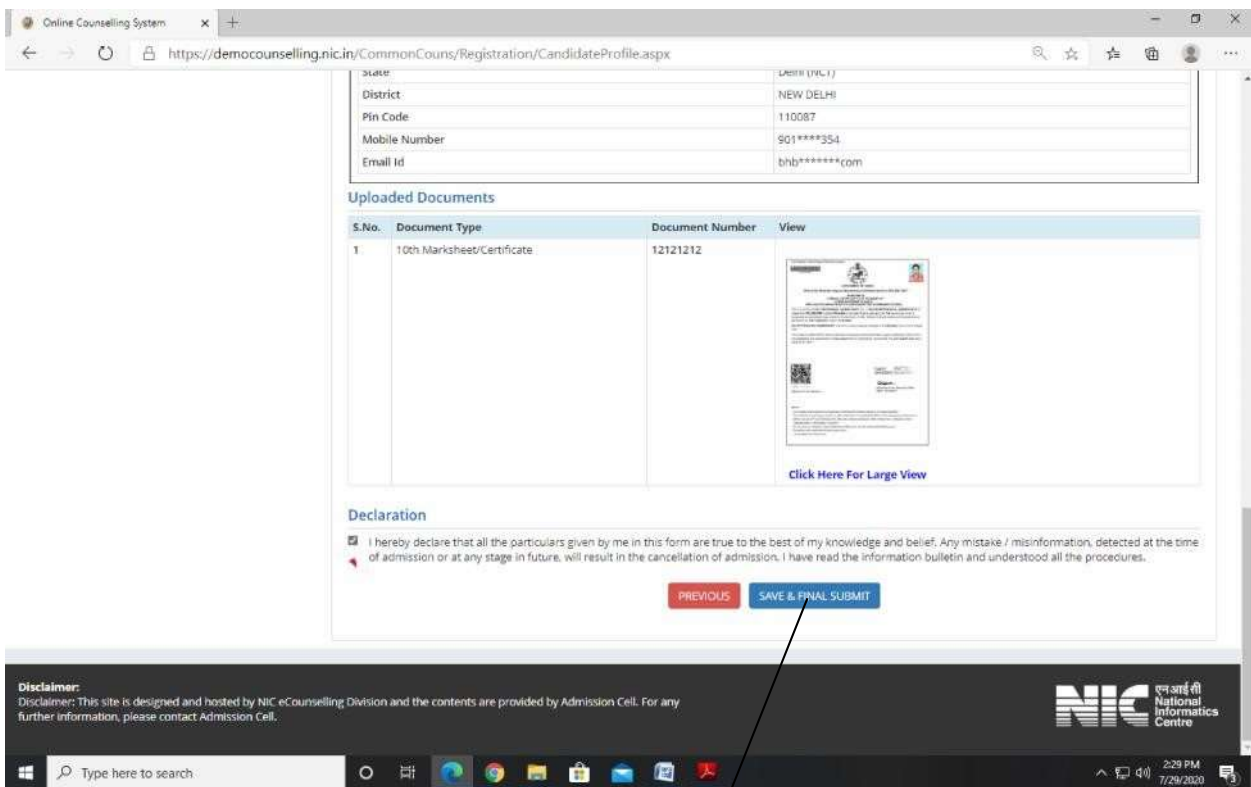 Online Counselling System
https://democounselling.nic.in/CommonCouns/Registration/CandidateProfile.aspx
State Delhi (NCT)
District NEW DELHI
Pin Code 110087
Mobile Number 901****354
Email Id bhb*******com
Uploaded Documents
S.No. Document Type Document Number View
1 10th Marksheet/Certificate 12121212
Click Here For Large View
Declaration
I hereby declare that all the particulars given by me in this form are true to the best of my knowledge and belief. Any mistake / misinformation, detected at the time
of admission or at any stage in future, will result in the cancellation of admission. I have read the information bulletin and understood all the procedures.
PREVIOUS SAVE & FINAL SUBMIT
Disclaimer:
Disclaimer: This site is designed and hosted by NIC eCounselling Division and the contents are provided by Admission Cell. For any
further information, please contact Admission Cell.
NIC
एन आई सी
National
Informatics
Centre
Type here to search
2:29 PM
7/29/2020